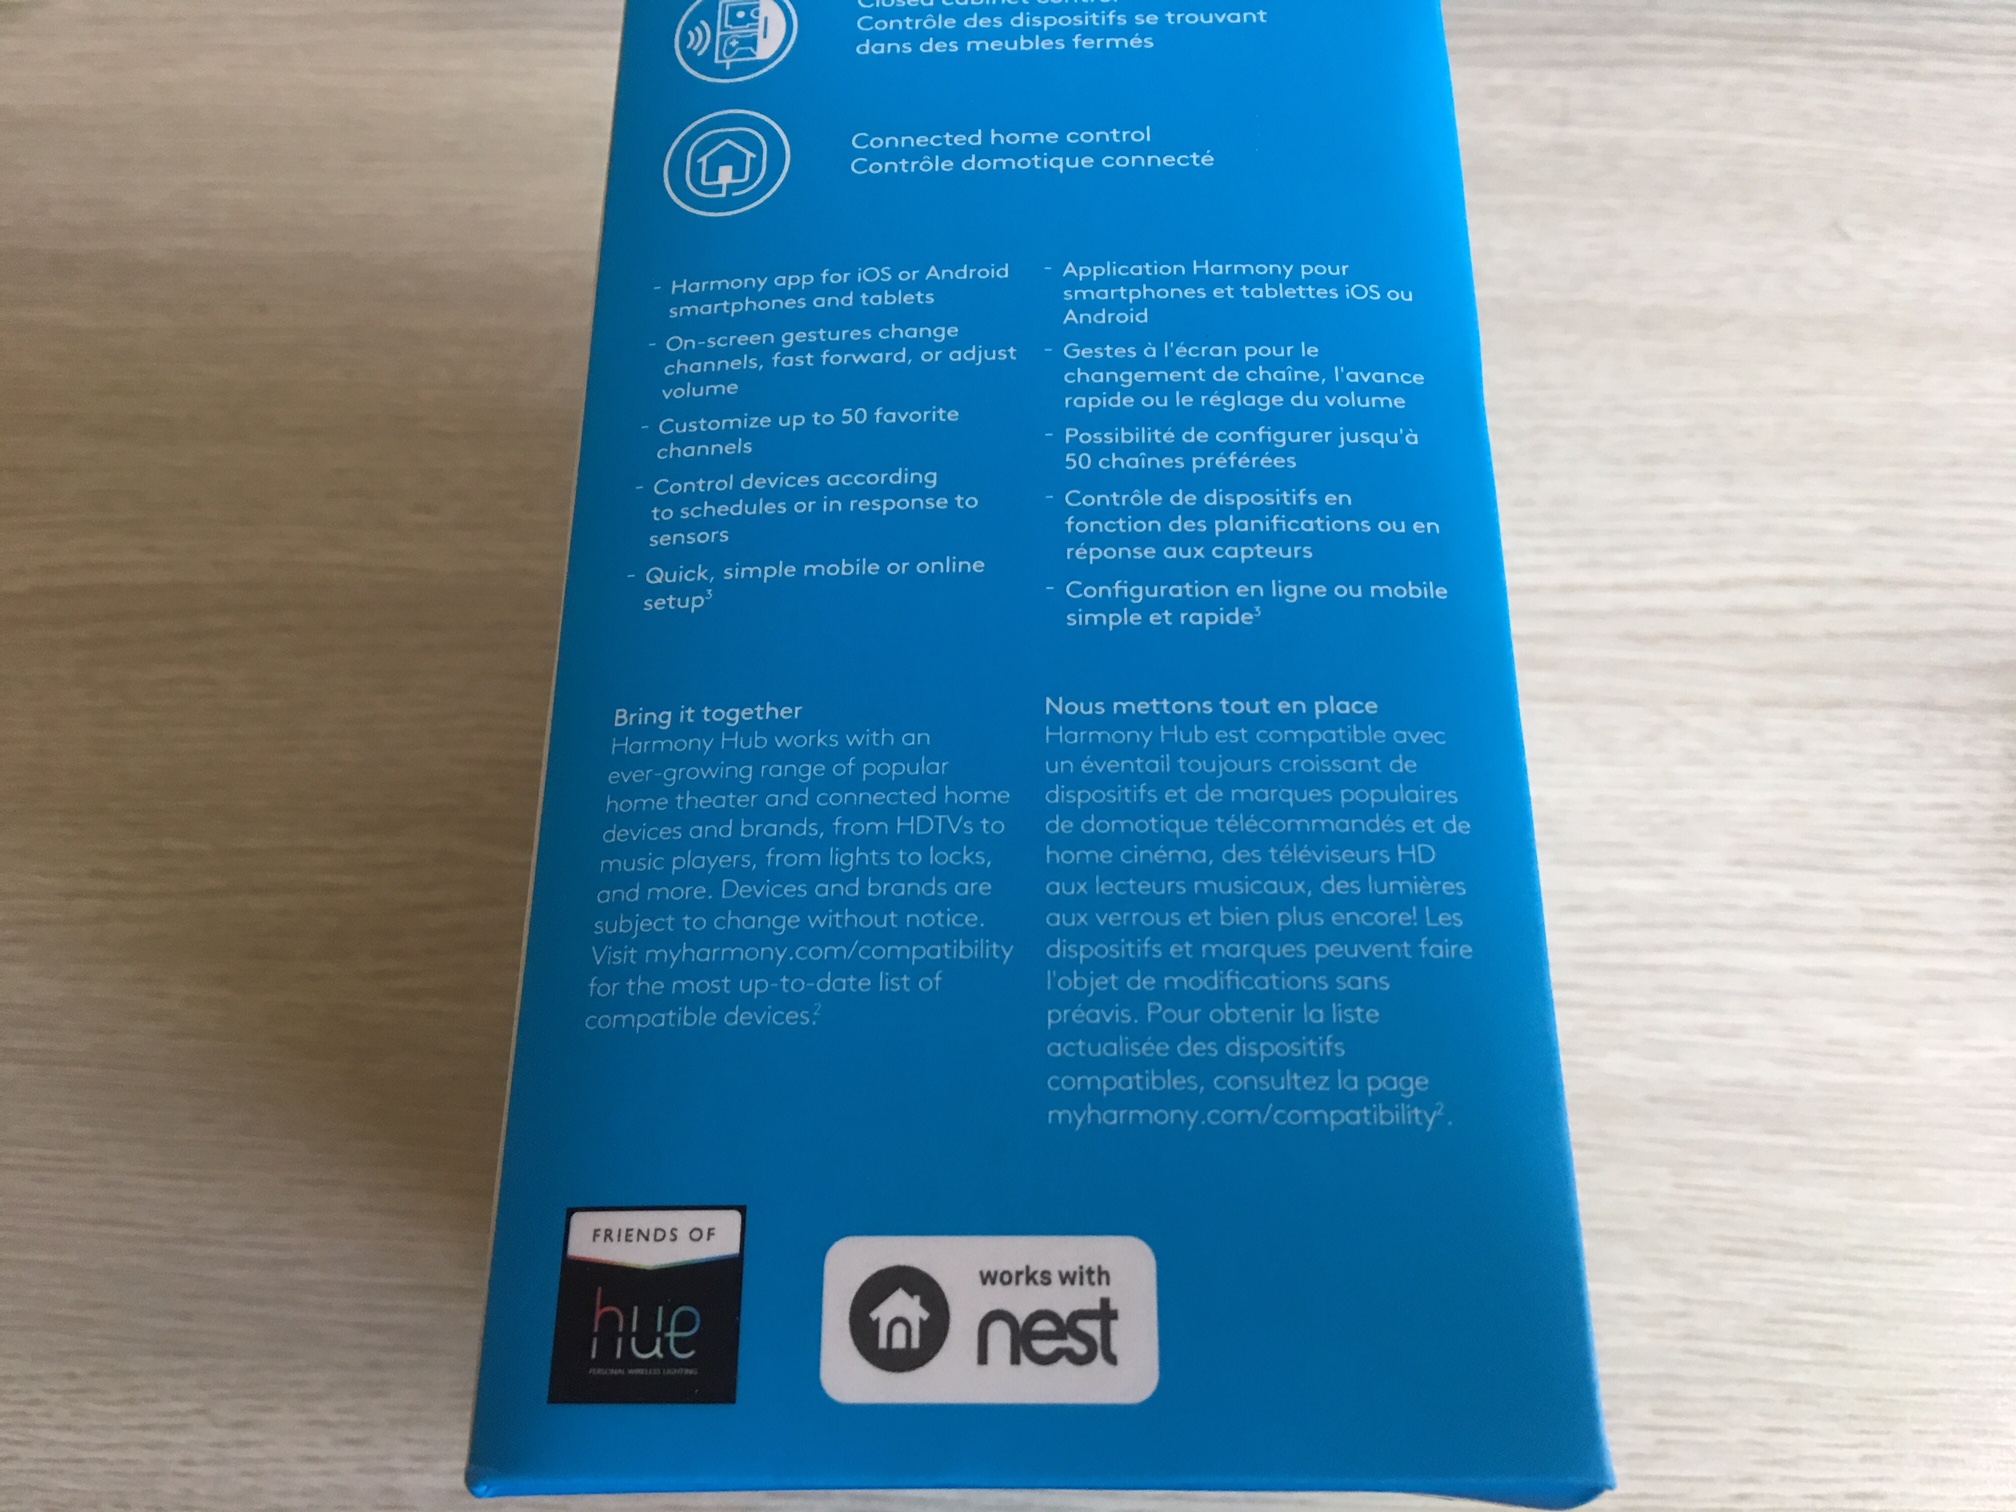 Closed cabinet control
Contrôle des dispositifs se trouvant
dans des meubles fermés
Connected home control
Contrôle domotique connecté
- Harmony app for iOS or Android
smartphones and tablets
- On-screen gestures change
channels, fast forward, or adjust
volume
- Customize up to 50 favorite
channels
- Control devices according
to schedules or in response to
sensors
- Quick, simple mobile or online
setup³
- Application Harmony pour
smartphones et tablettes iOS ou
Android
- Gestes à l'écran pour le
changement de chaîne, l'avance
rapide ou le réglage du volume
- Possibilité de configurer jusqu'à
50 chaînes préférées
- Contrôle de dispositifs en
fonction des planifications ou en
réponse aux capteurs
- Configuration en ligne ou mobile
simple et rapide³
Bring it together
Harmony Hub works with an
ever-growing range of popular
home theater and connected home
devices and brands, from HDTVs to
music players, from lights to locks,
and more. Devices and brands are
subject to change without notice.
Visit myharmony.com/compatibility
for the most up-to-date list of
compatible devices.²
Nous mettons tout en place
Harmony Hub est compatible avec
un éventail toujours croissant de
dispositifs et de marques populaires
de domotique télécommandés et de
home cinéma, des téléviseurs HD
aux lecteurs musicaux, des lumières
aux verrous et bien plus encore! Les
dispositifs et marques peuvent faire
l'objet de modifications sans
préavis. Pour obtenir la liste
actualisée des dispositifs
compatibles, consultez la page
myharmony.com/compatibility².
FRIENDS OF
hue
PERSONAL WIRELESS LIGHTING
works with
nest